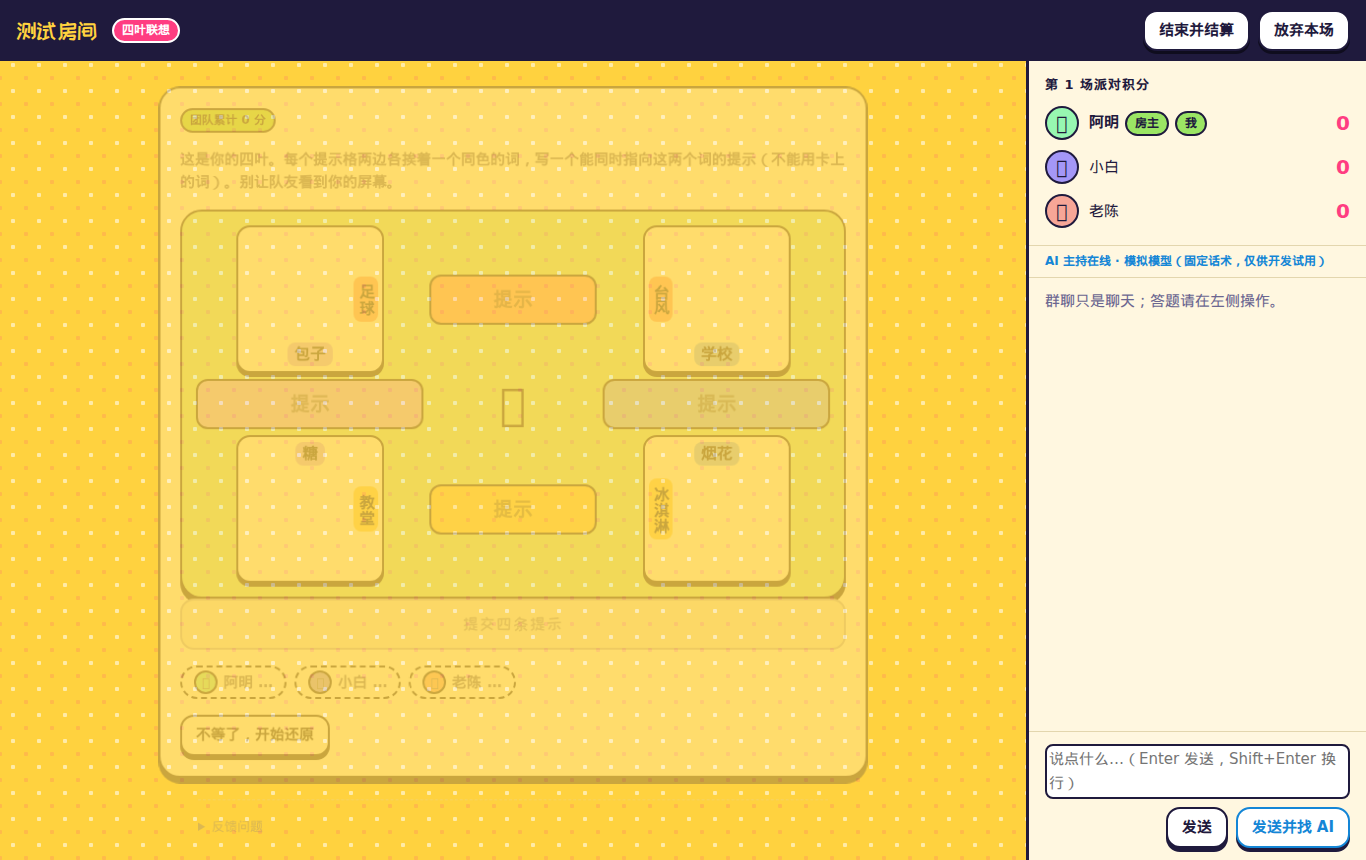 测试房间
四叶联想
结束并结算
放弃本场
团队累计 0 分
这是你的四叶。每个提示格两边各挨着一个同色的词，写一个能同时指向这两个词的提示（不能用卡上
的词）。别让队友看到你的屏幕。
足球
提示
台风
包子
学校
提示
提示
糖
烟花
教堂
提示
冰淇淋
提交四条提示
阿明 …
小白 …
老陈 …
不等了，开始还原
▶ 反馈问题
第 1 场派对积分
阿明 房主 我 0
小白 0
老陈 0
AI 主持在线 · 模拟模型（固定话术，仅供开发试用）
群聊只是聊天；答题请在左侧操作。
说点什么…（Enter 发送，Shift+Enter 换
行）
发送
发送并找 AI